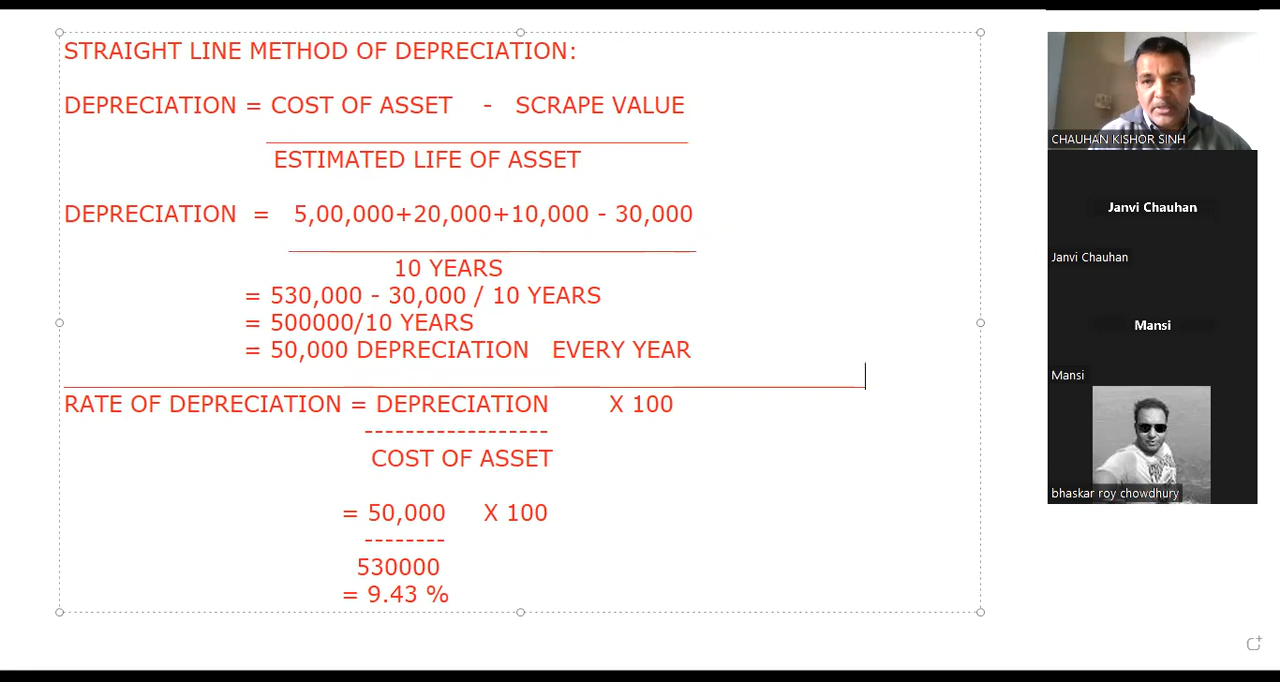 STRAIGHT LINE METHOD OF DEPRECIATION:
DEPRECIATION = COST OF ASSET - SCRAPE VALUE
ESTIMATED LIFE OF ASSET
DEPRECIATION = 5,00,000+20,000+10,000 - 30,000
10 YEARS
= 530,000 - 30,000 / 10 YEARS
= 500000/10 YEARS
= 50,000 DEPRECIATION EVERY YEAR
RATE OF DEPRECIATION = DEPRECIATION X 100
------------------
COST OF ASSET
= 50,000 X 100
--------
530000
= 9.43 %
CHAUHAN KISHOR SINH
Janvi Chauhan
Janvi Chauhan
Mansi
Mansi
bhaskar roy chowdhury